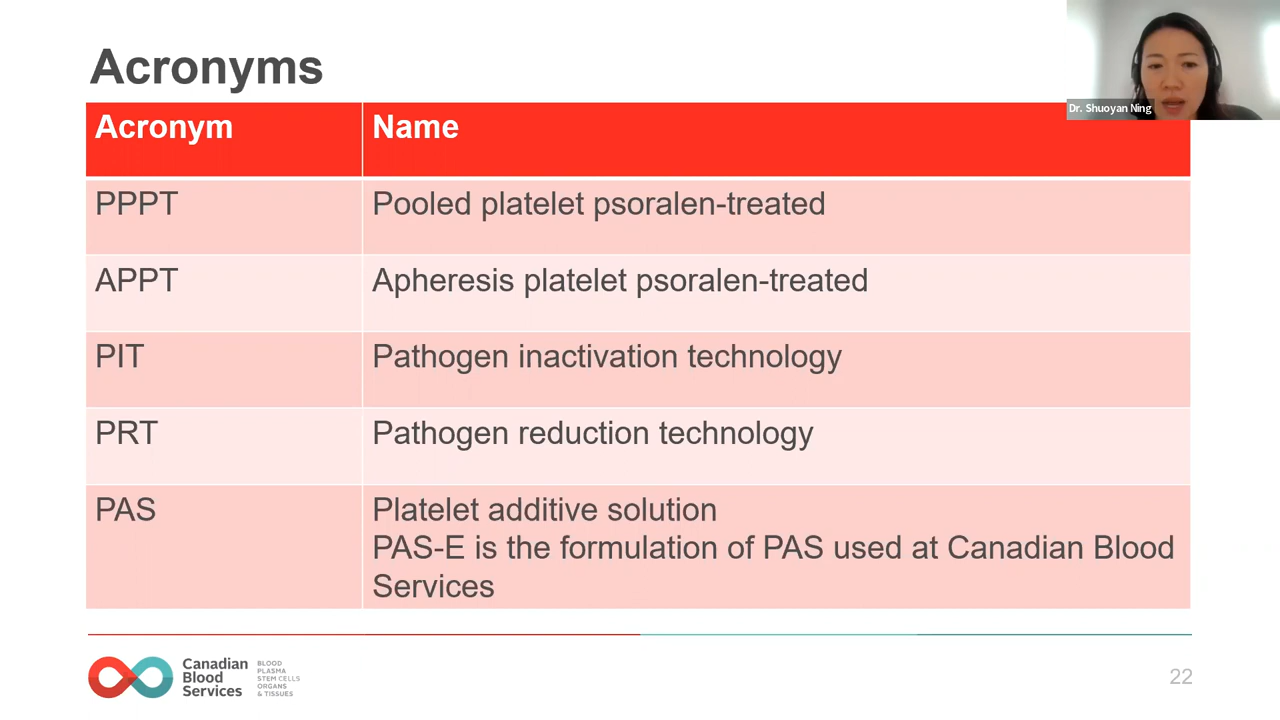 Acronyms
Dr. Shuoyan Ning
Acronym Name
PPPT Pooled platelet psoralen-treated
APPT Apheresis platelet psoralen-treated
PIT Pathogen inactivation technology
PRT Pathogen reduction technology
PAS Platelet additive solution
PAS-E is the formulation of PAS used at Canadian Blood
Services
Canadian
Blood
Services
BLOOD
PLASMA
STEM CELLS
ORGANS
& TISSUES
22